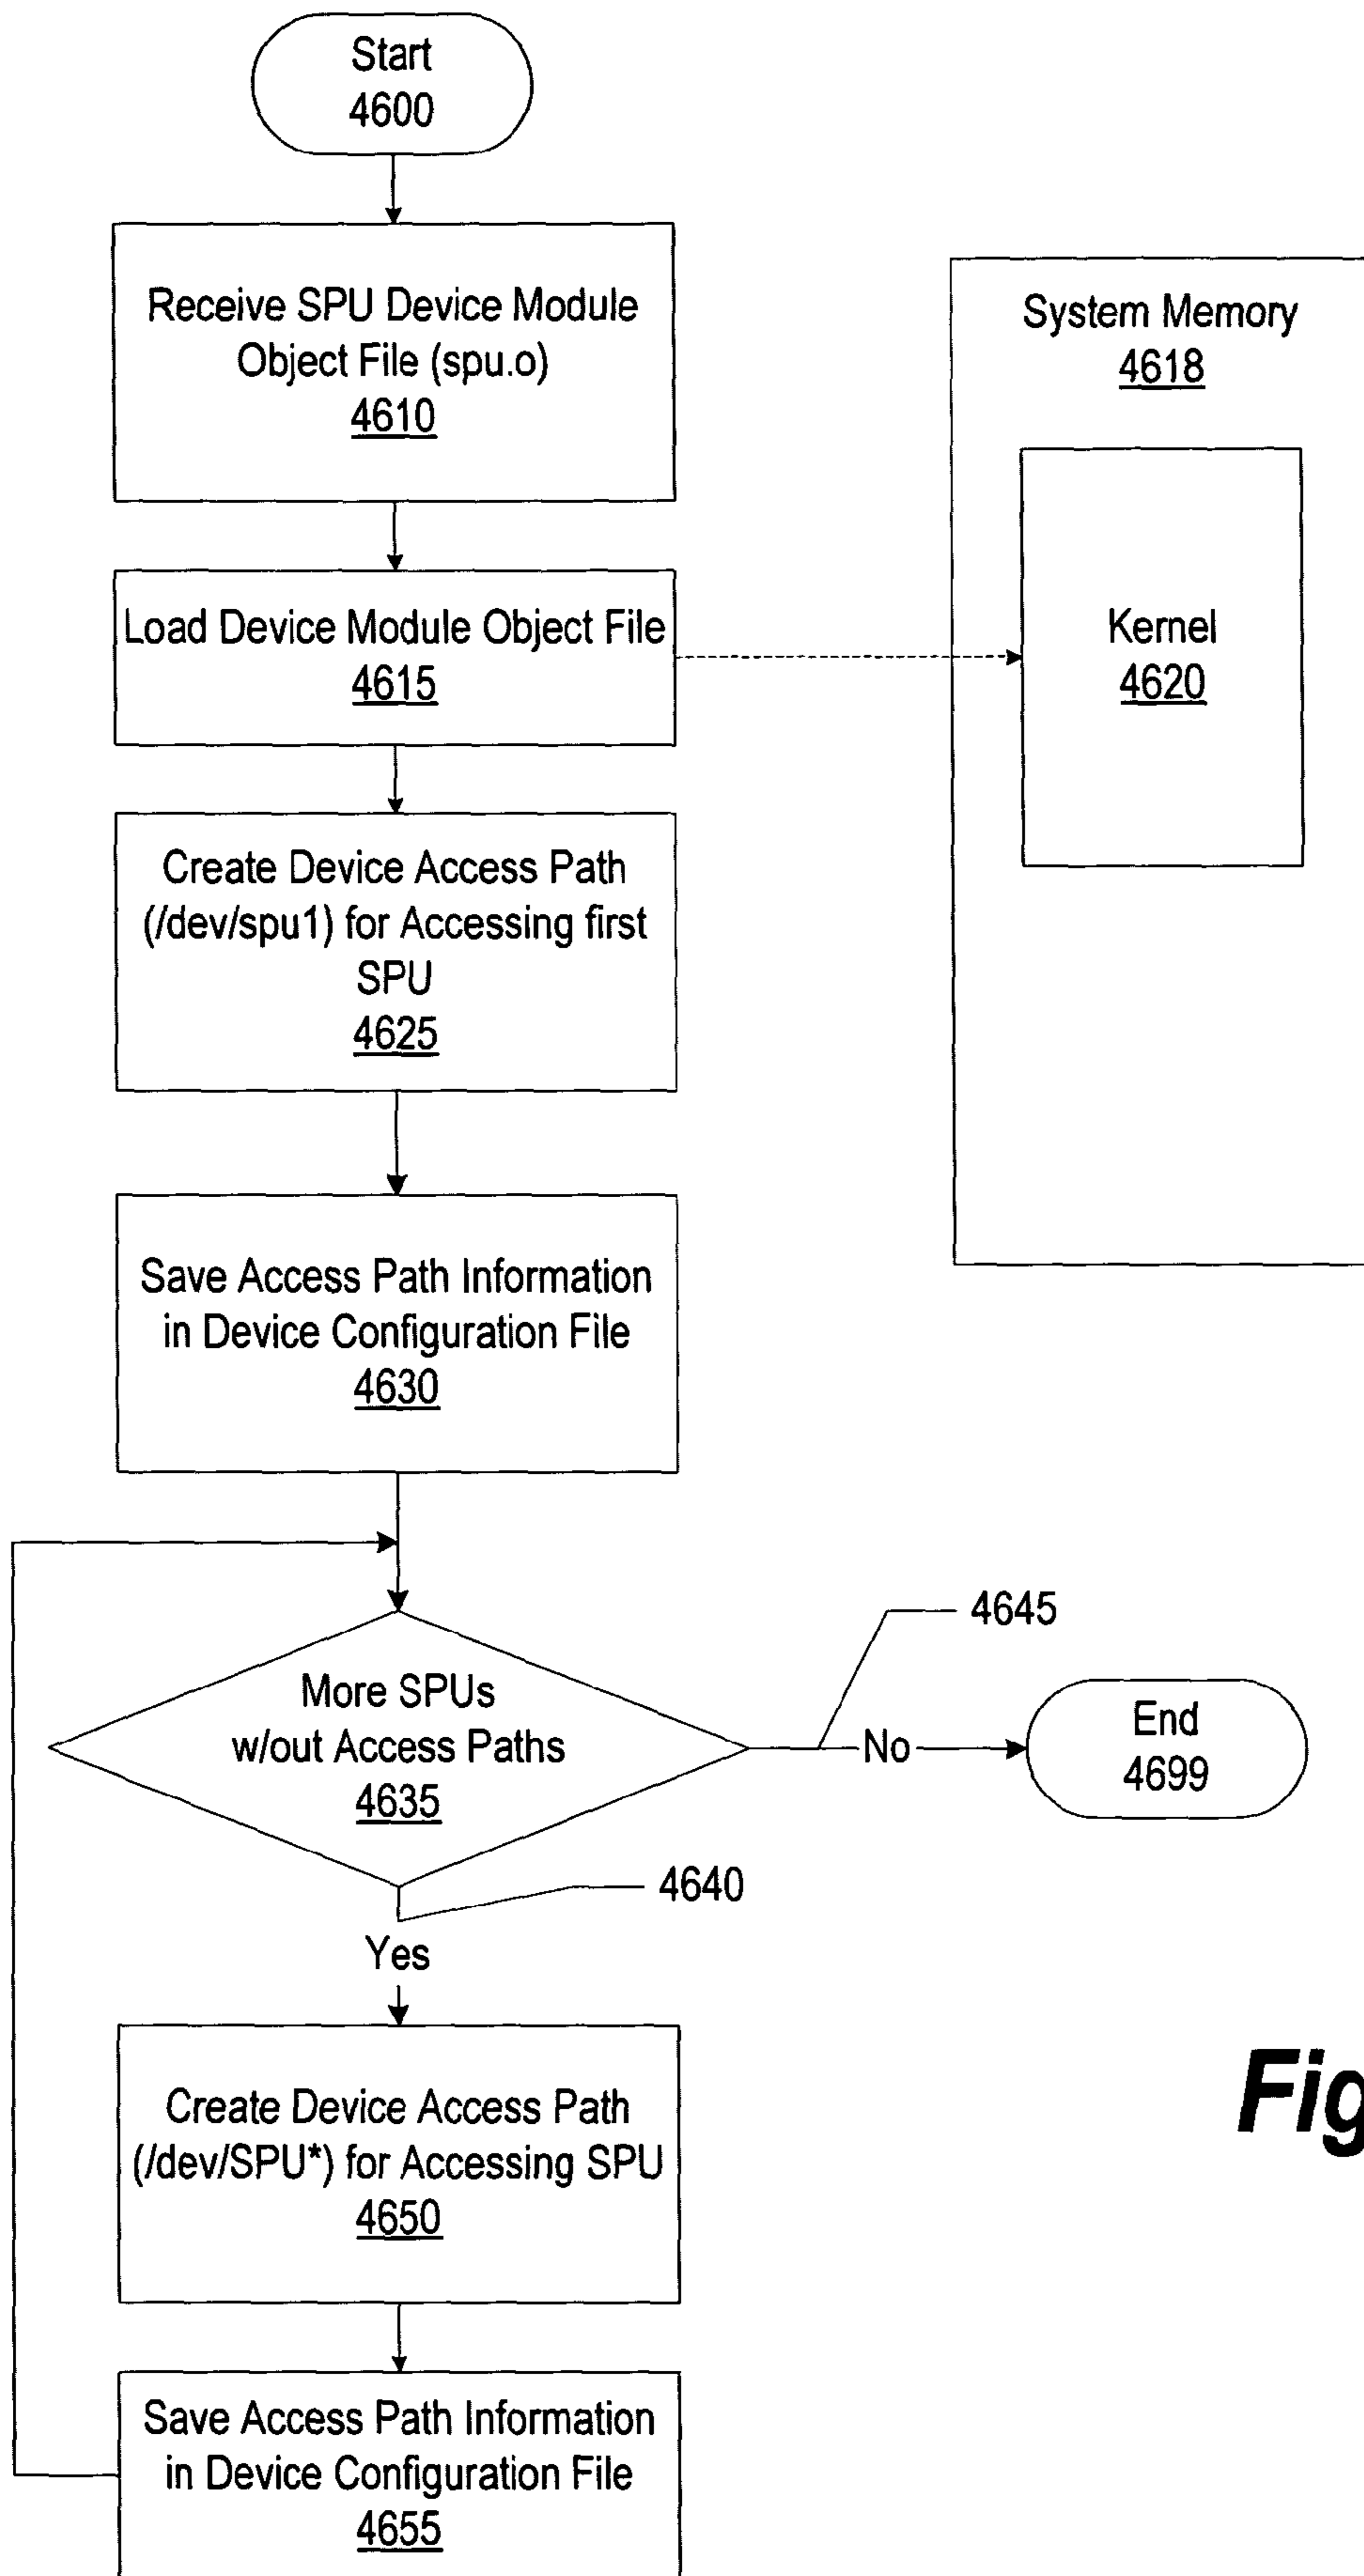 Start
4600
Receive SPU Device Module
Object File (spu.o)
4610
System Memory
4618
Load Device Module Object File
4615
Kernel
4620
Create Device Access Path
(/dev/spu1) for Accessing first
SPU
4625
Save Access Path Information
in Device Configuration File
4630
4645
More SPUs
w/out Access Paths
4635
No
End
4699
4640
Yes
Create Device Access Path
(/dev/SPU*) for Accessing SPU
4650
Fig
Save Access Path Information
in Device Configuration File
4655